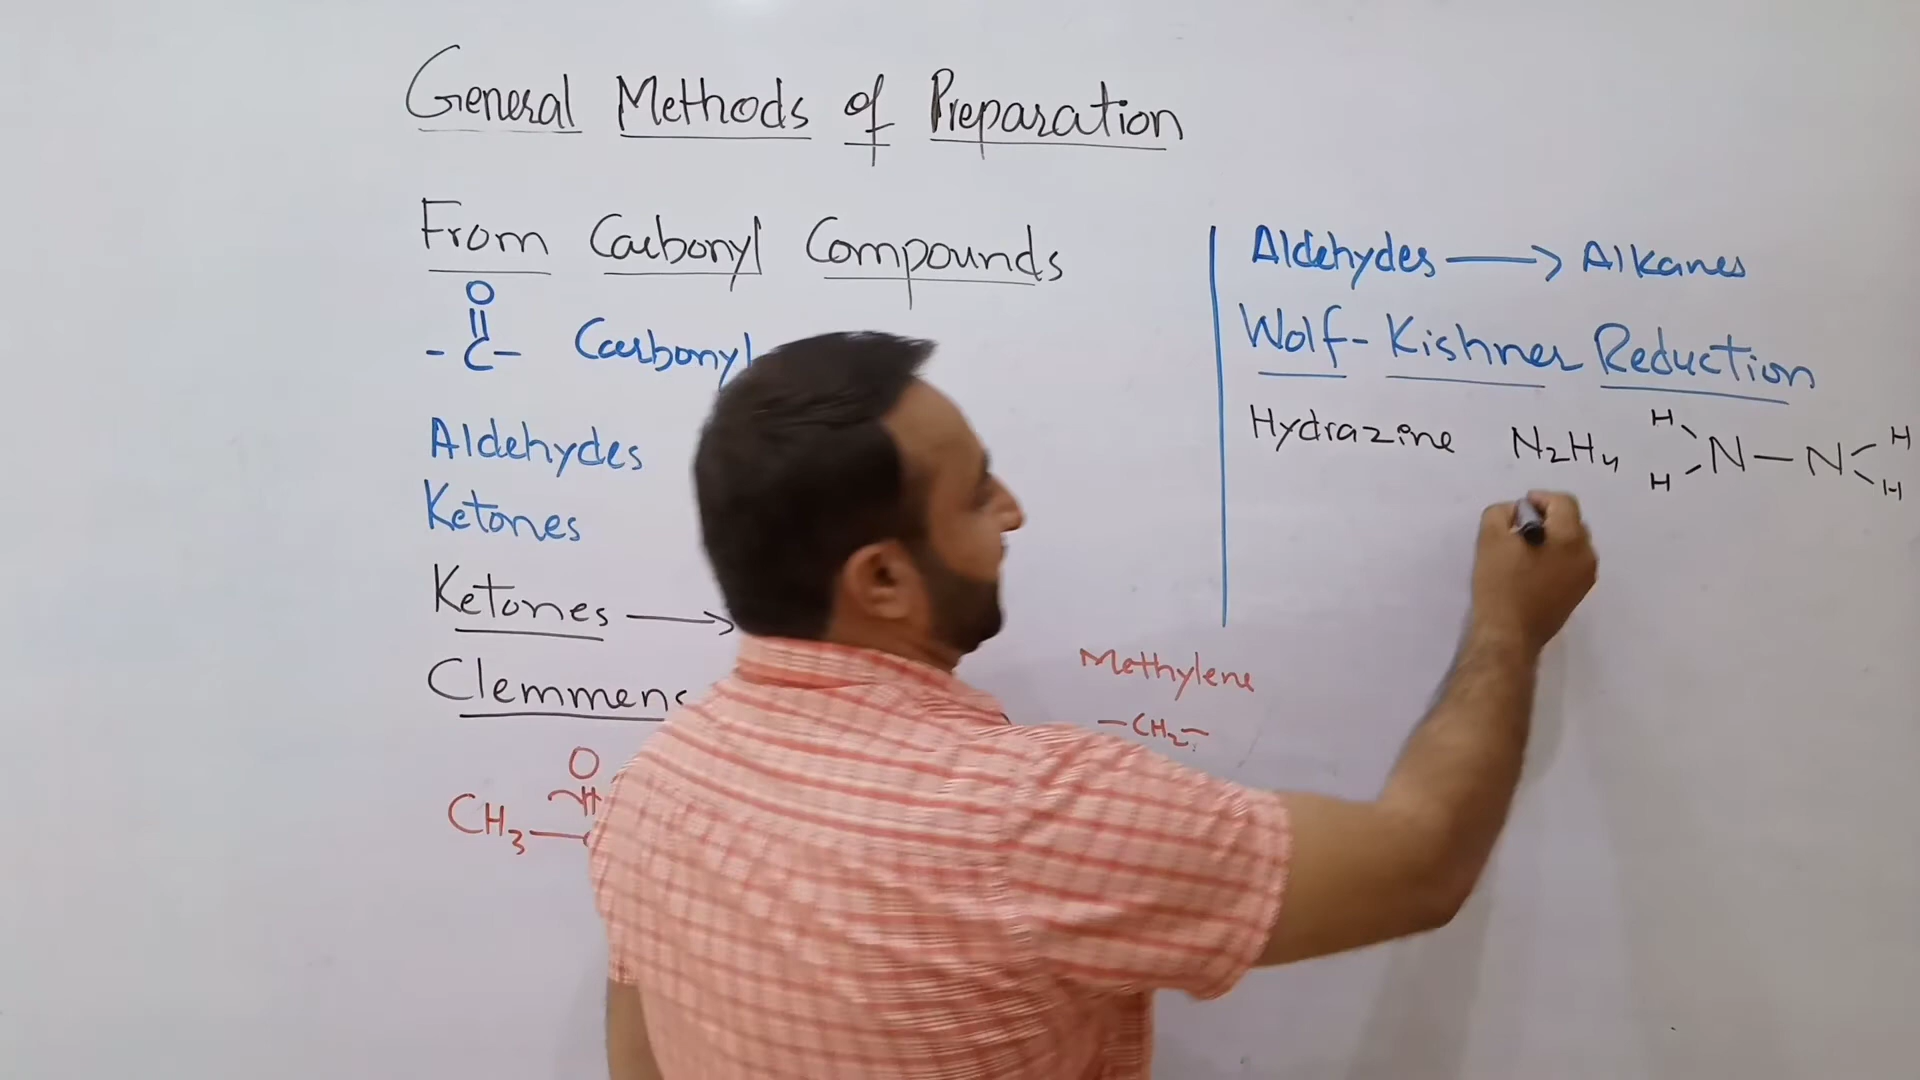 General Methods of Preparation
From Carbonyl Compounds
O
||
-C- Carbonyl
Aldehydes
Ketones
Ketones →
Clemmens
O
CH3—
Methylene
-CH2-
Aldehydes → Alkanes
Wolf-Kishner Reduction
Hydrazine N2H4
H H
N—N
H H